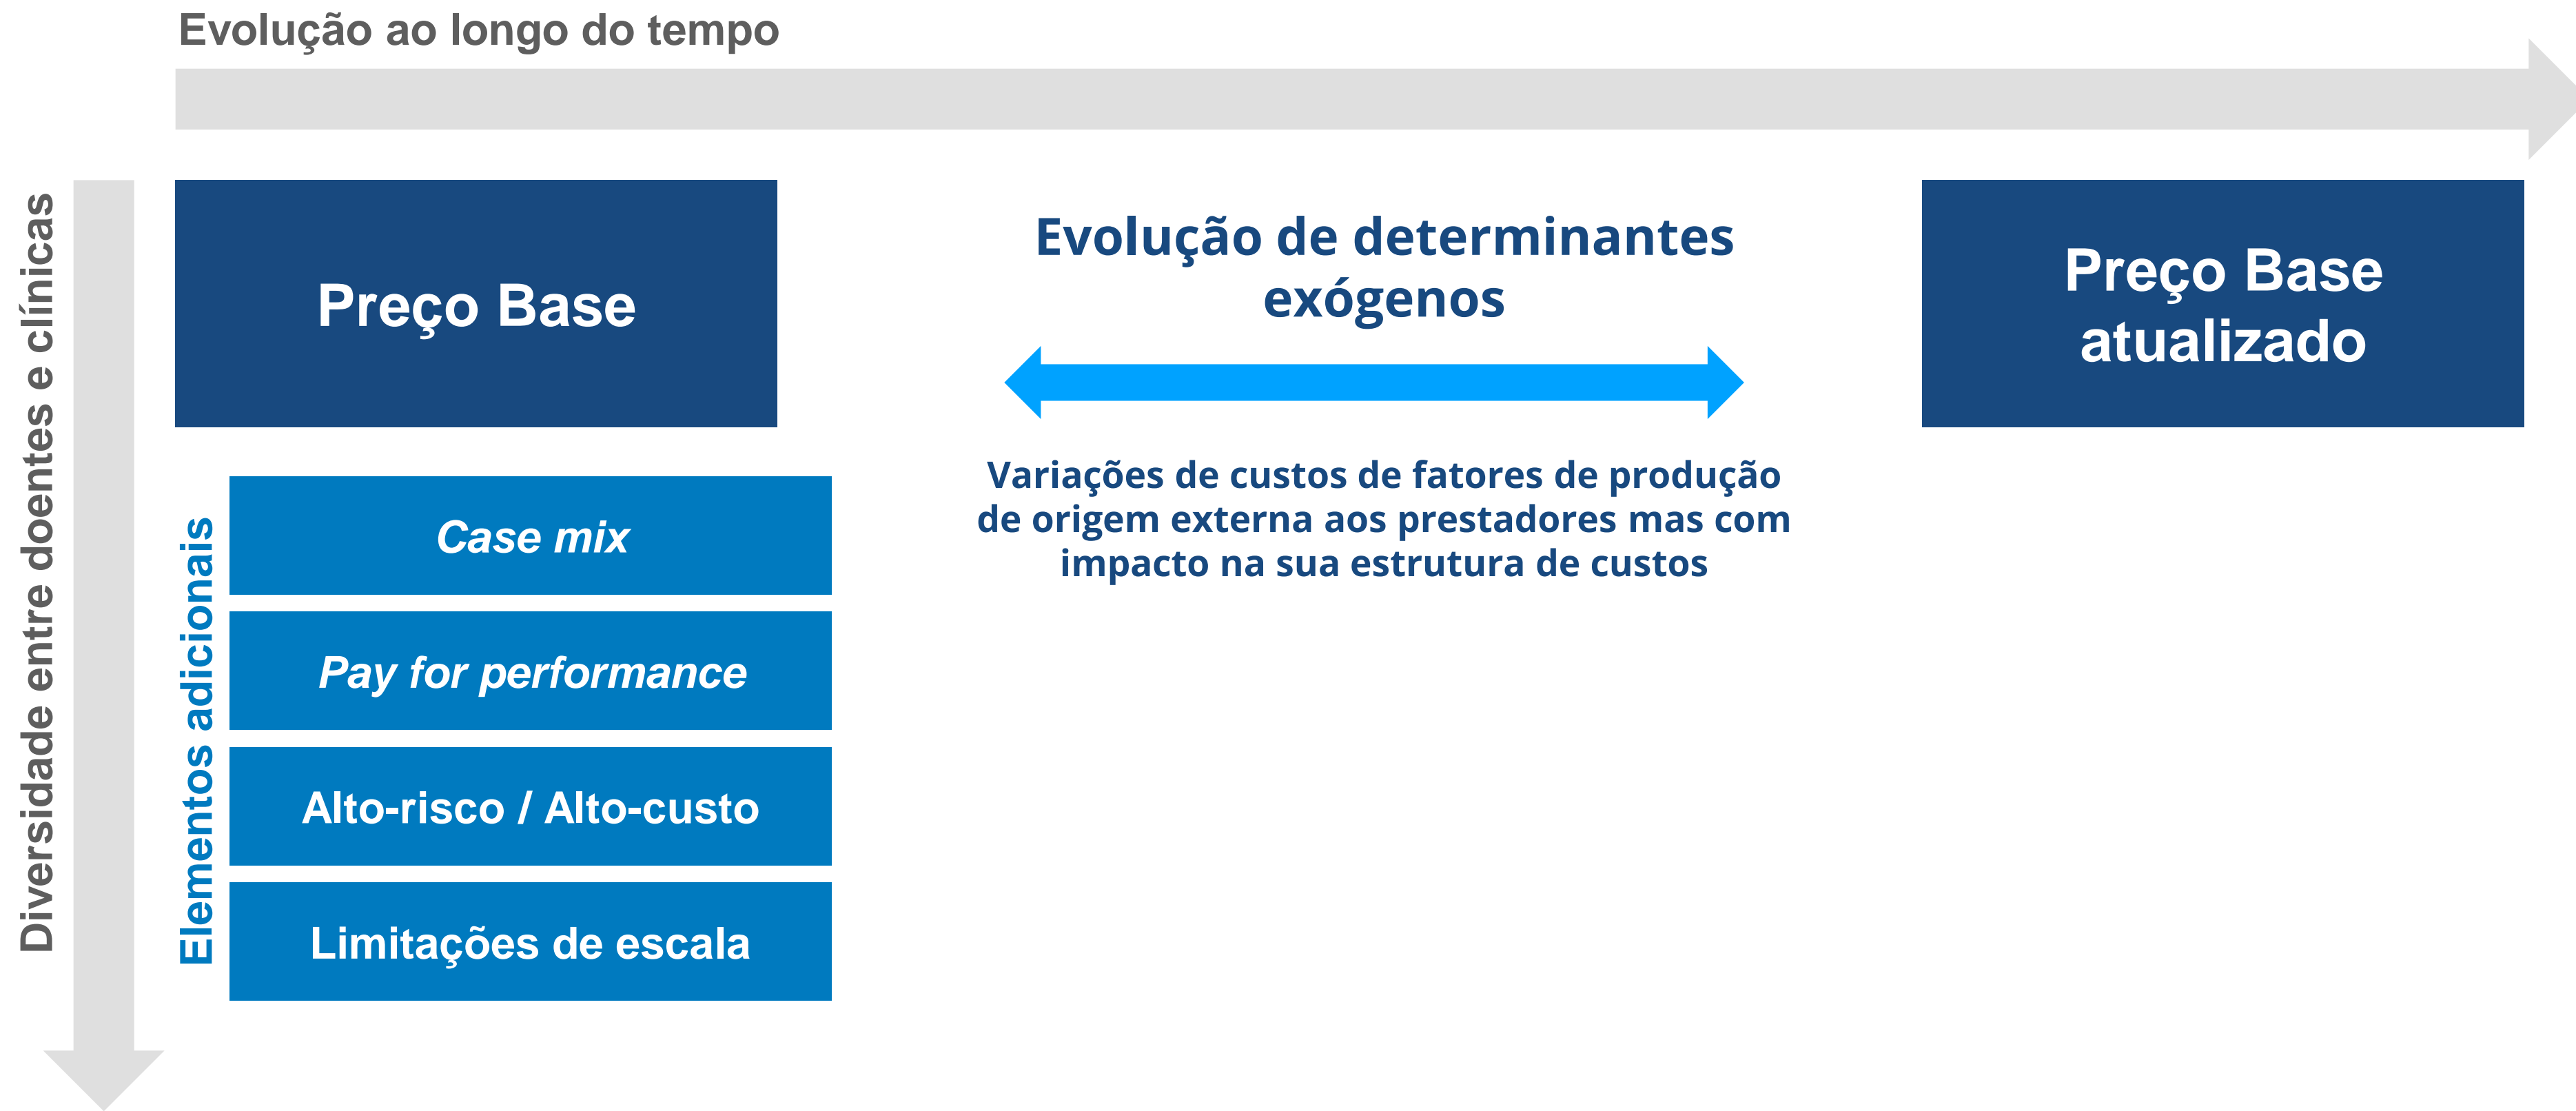 Evolução ao longo do tempo
Diversidade entre doentes e clínicas
Preço Base
Evolução de determinantes
exógenos
Variações de custos de fatores de produção
de origem externa aos prestadores mas com
impacto na sua estrutura de custos
Preço Base
atualizado
Elementos adicionais
Case mix
Pay for performance
Alto-risco / Alto-custo
Limitações de escala